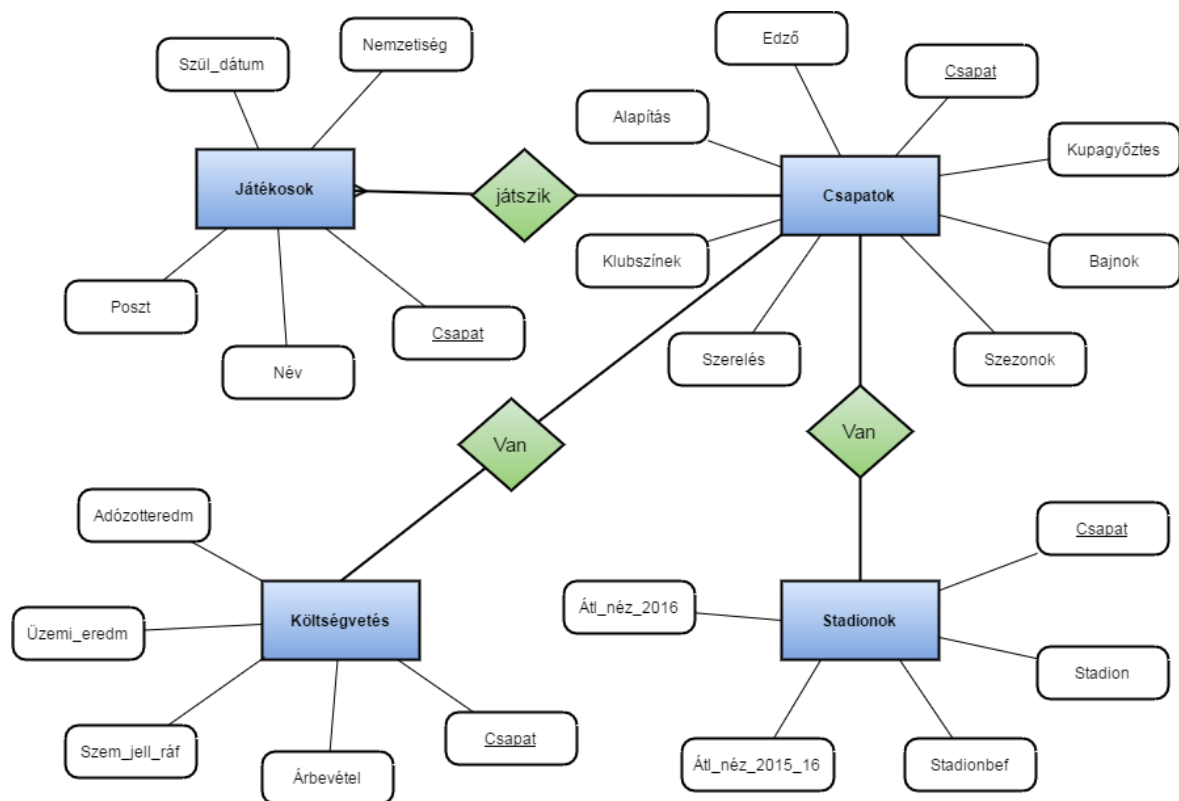 Nemzetiség
Szül_dátum
Edző
Csapat
Alapítás
Kupagyőztes
Játékosok
játszik
Csapatok
Klubszínek
Bajnok
Poszt
Csapat
Név
Szerelés
Szezonok
Van
Van
Adózotteredm
Csapat
Átl_néz_2016
Üzemi_eredm
Költségvetés
Stadionok
Stadion
Szem_jell_ráf
Csapat
Árbevétel
Átl_néz_2015_16
Stadionbef